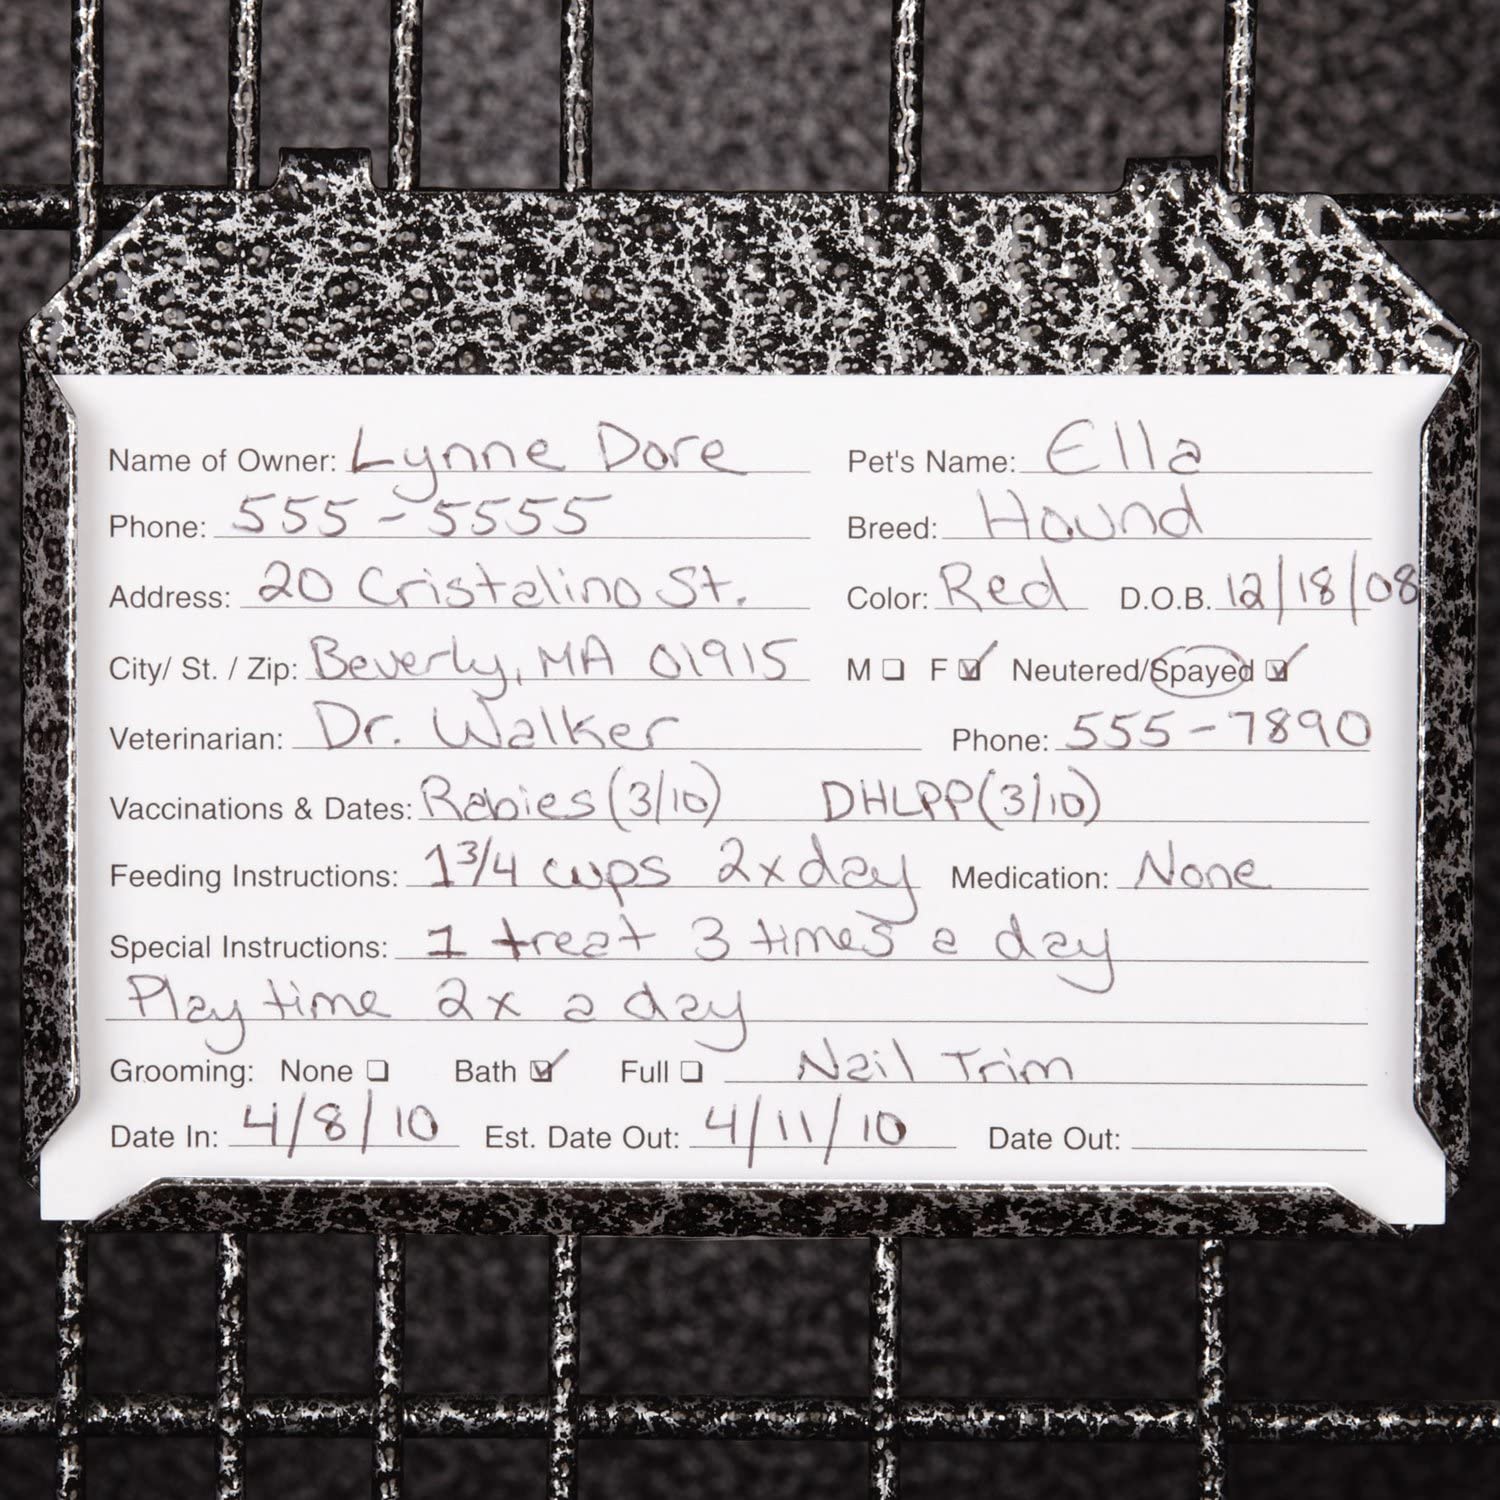 Name of Owner: Lynne Dore Pet's Name: Ella
Phone: 555-5555 Breed: Hound
Address: 20 Cristalino St. Color: Red D.O.B. 12/18/08
City/ St. / Zip: Beverly, MA 01915 M ❏ F ☑ Neutered/Spayed ☑
Veterinarian: Dr. Walker Phone: 555-7890
Vaccinations & Dates: Rabies (3/10) DHLPP (3/10)
Feeding Instructions: 1 3/4 cups 2x day Medication: None
Special Instructions: 1 treat 3 times a day
Play time 2x a day
Grooming: None ❏ Bath ☑ Full ❏ Nail Trim
Date In: 4/8/10 Est. Date Out: 4/11/10 Date Out: